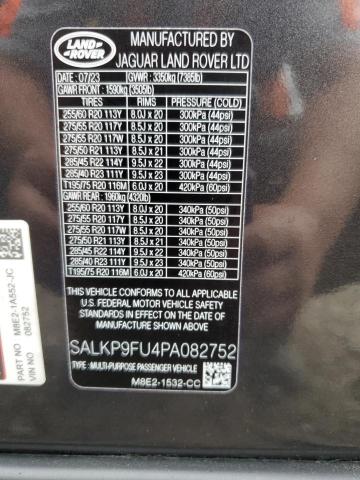 LAND ROVER
MANUFACTURED BY
JAGUAR LAND ROVER LTD
DATE: 07/23 GVWR: 3350kg (7385lb)
GAWR FRONT: 1590kg (3505lb)
TIRES RIMS PRESSURE (COLD)
255/60 R20 113Y 8.0J x 20 300kPa (44psi)
275/55 R20 117Y 8.5J x 20 300kPa (44psi)
275/55 R20 117W 8.5J x 20 300kPa (44psi)
275/50 R21 113Y 8.5J x 21 300kPa (44psi)
285/45 R22 114Y 9.5J x 22 300kPa (44psi)
285/40 R23 111Y 9.5J x 23 300kPa (44psi)
T195/75 R20 116M 6.0J x 20 420kPa (60psi)
GAWR REAR: 1960kg (4320lb)
255/60 R20 113Y 8.0J x 20 340kPa (50psi)
275/55 R20 117Y 8.5J x 20 340kPa (50psi)
275/55 R20 117W 8.5J x 20 340kPa (50psi)
275/50 R21 113Y 8.5J x 21 340kPa (50psi)
285/45 R22 114Y 9.5J x 22 340kPa (50psi)
285/40 R23 111Y 9.5J x 23 340kPa (50psi)
T195/75 R20 116M 6.0J x 20 420kPa (60psi)
THIS VEHICLE CONFORMS TO ALL APPLICABLE
U.S. FEDERAL MOTOR VEHICLE SAFETY
STANDARDS IN EFFECT ON THE DATE OF
MANUFACTURE SHOWN ABOVE.
SALKP9FU4PA082752
TYPE: MULTI-PURPOSE PASSENGER VEHICLE
M8E2-1532-CC
PART NO
M8E2-1A552-JC
VIN NO
082752